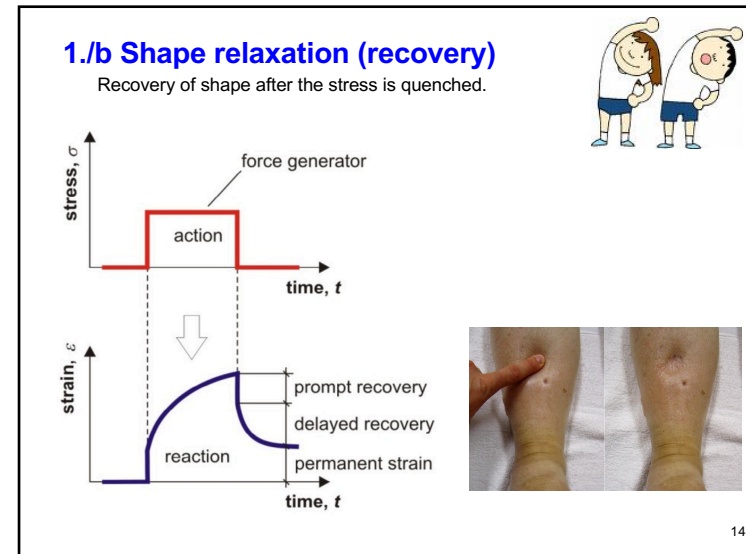 1./b Shape relaxation (recovery)
Recovery of shape after the stress is quenched.
stress, σ
force generator
action
time, t
strain, ε
prompt recovery
delayed recovery
reaction
permanent strain
time, t
14